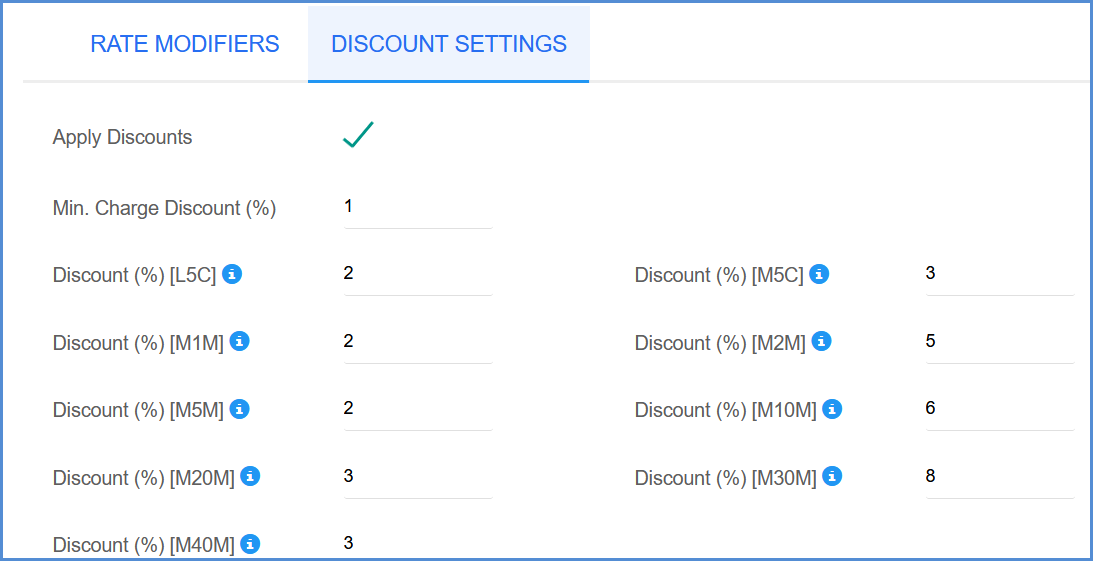 RATE MODIFIERS DISCOUNT SETTINGS
Apply Discounts
Min. Charge Discount (%) 1
Discount (%) [L5C] 2 Discount (%) [M5C] 3
Discount (%) [M1M] 2 Discount (%) [M2M] 5
Discount (%) [M5M] 2 Discount (%) [M10M] 6
Discount (%) [M20M] 3 Discount (%) [M30M] 8
Discount (%) [M40M] 3